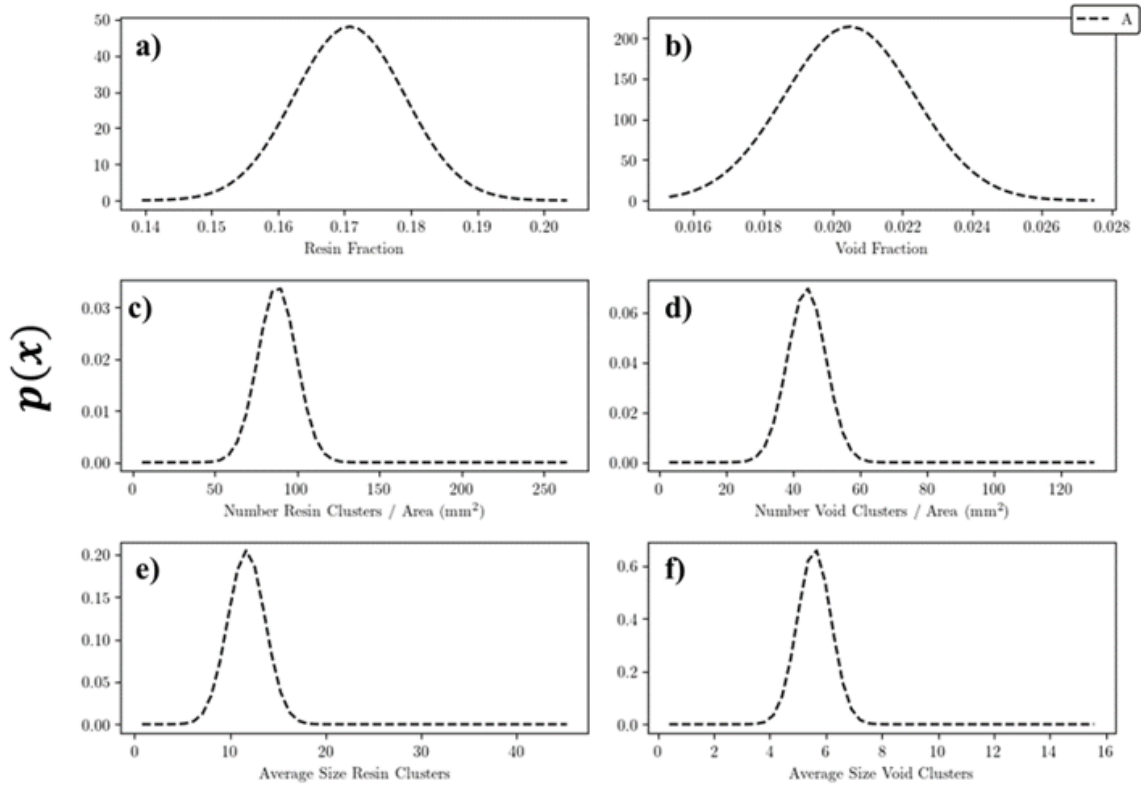 A
a)
50
40
30
20
10
0
0.14 0.15 0.16 0.17 0.18 0.19 0.20
Resin Fraction
b)
200
150
100
50
0
0.016 0.018 0.020 0.022 0.024 0.026 0.028
Void Fraction
p(x)
c)
0.03
0.02
0.01
0.00
0 50 100 150 200 250
Number Resin Clusters / Area (mm²)
d)
0.06
0.04
0.02
0.00
0 20 40 60 80 100 120
Number Void Clusters / Area (mm²)
e)
0.20
0.15
0.10
0.05
0.00
0 10 20 30 40
Average Size Resin Clusters
f)
0.6
0.4
0.2
0.0
0 2 4 6 8 10 12 14 16
Average Size Void Clusters